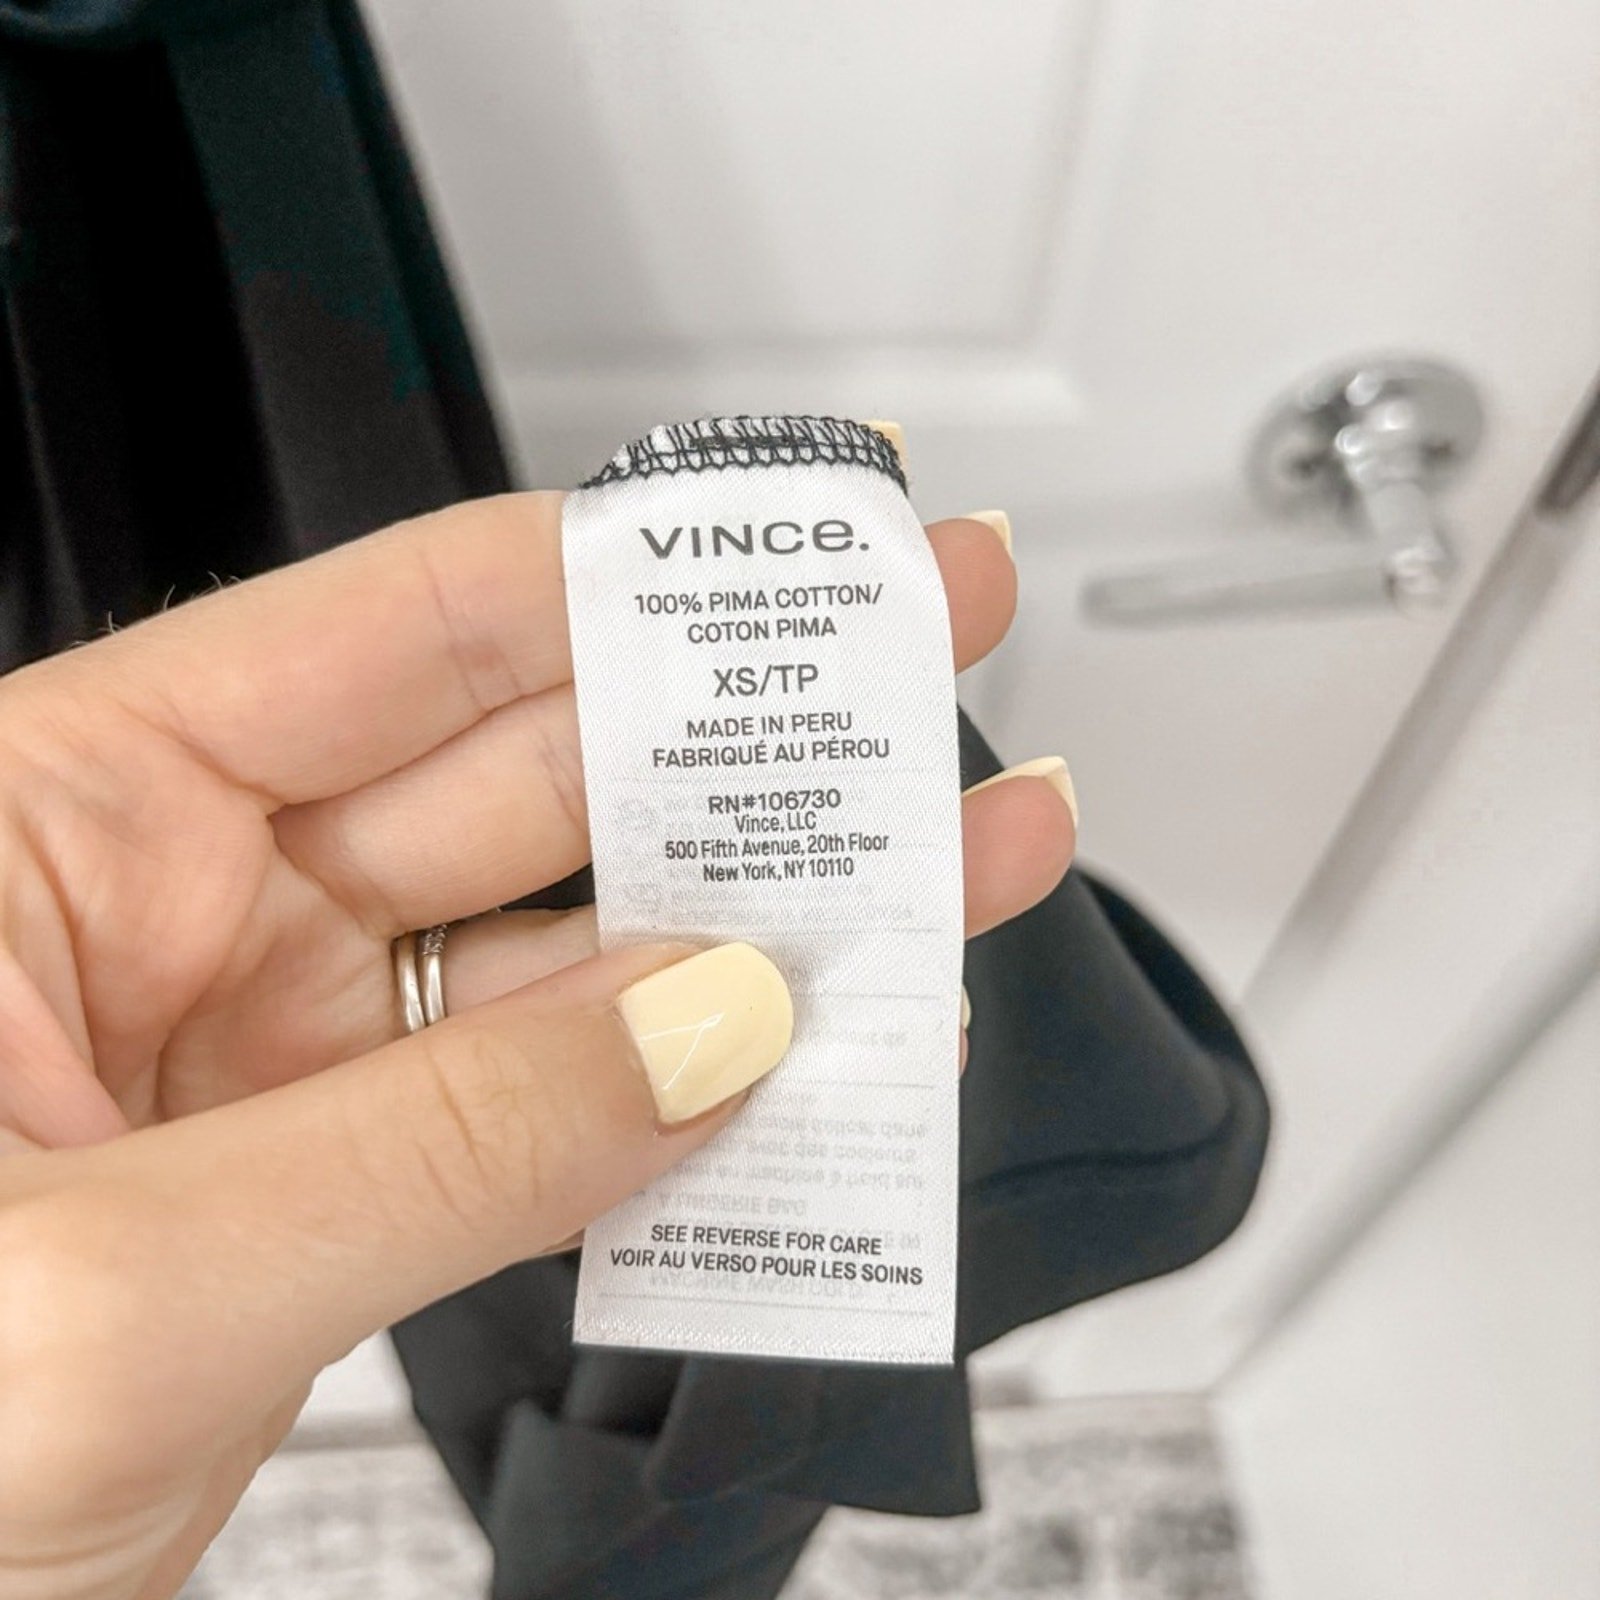 VINCE.
100% PIMA COTTON/
COTON PIMA
XS/TP
MADE IN PERU
FABRIQUÉ AU PÉROU
RN#106730
Vince, LLC
500 Fifth Avenue, 20th Floor
New York, NY 10110
SEE REVERSE FOR CARE
VOIR AU VERSO POUR LES SOINS